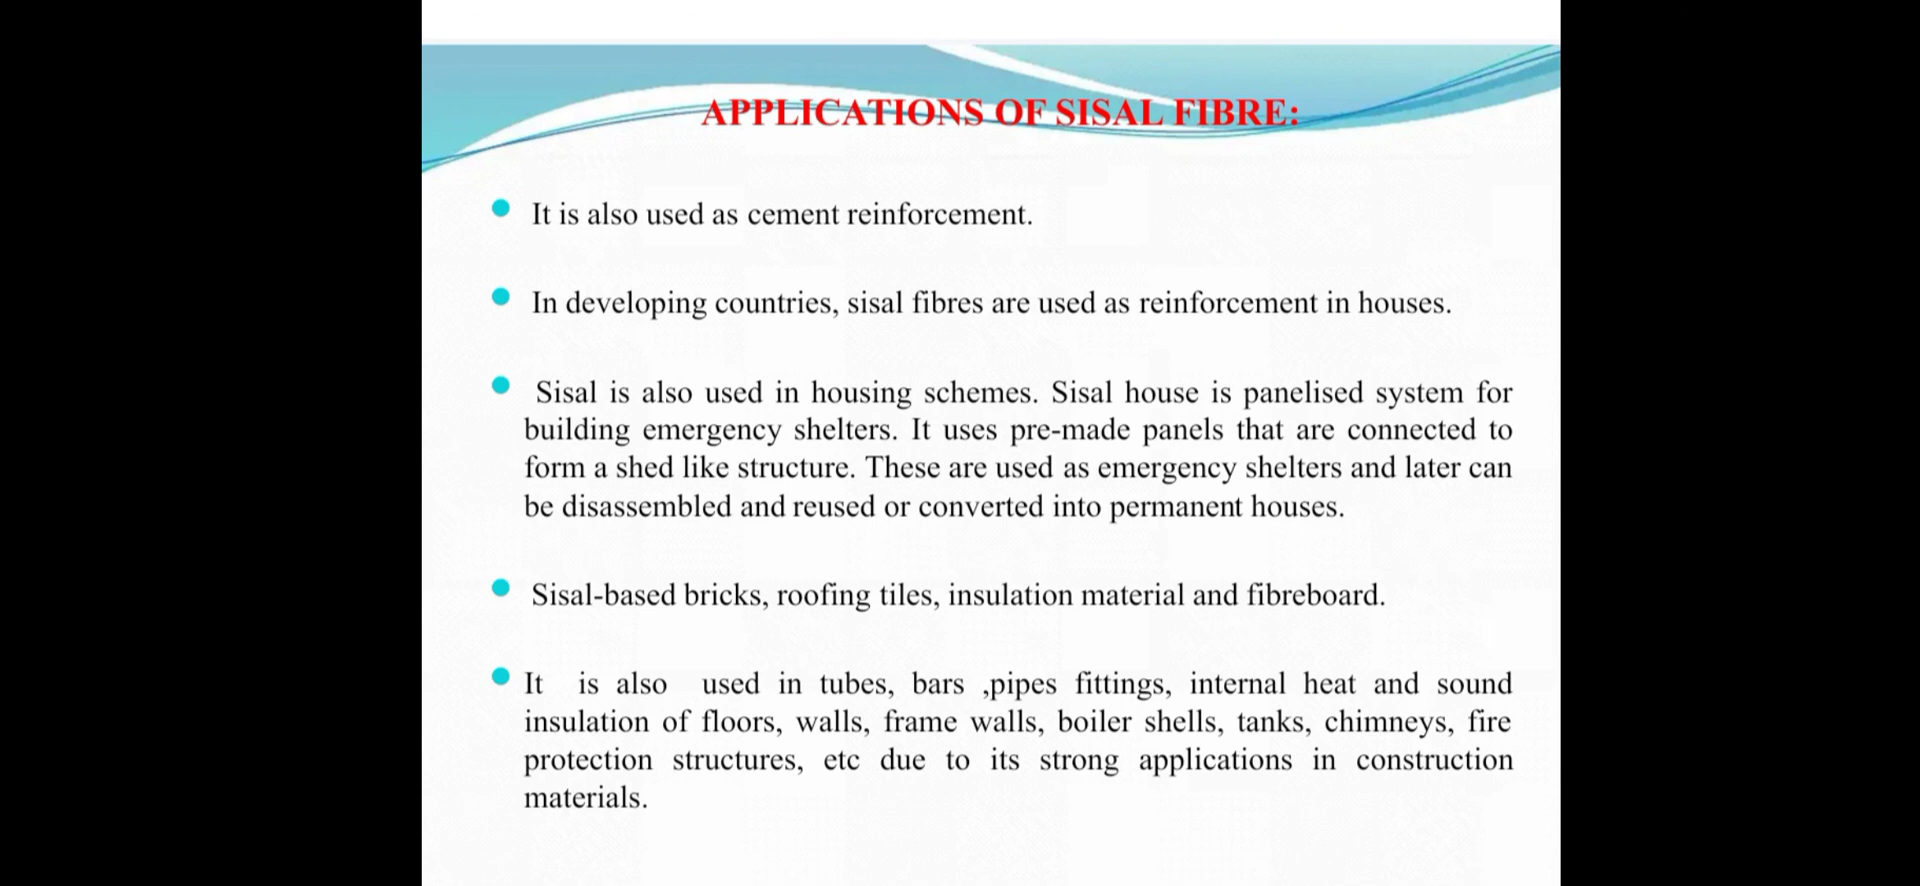 APPLICATIONS OF SISAL FIBRE:
It is also used as cement reinforcement.
In developing countries, sisal fibres are used as reinforcement in houses.
Sisal is also used in housing schemes. Sisal house is panelised system for
building emergency shelters. It uses pre-made panels that are connected to
form a shed like structure. These are used as emergency shelters and later can
be disassembled and reused or converted into permanent houses.
Sisal-based bricks, roofing tiles, insulation material and fibreboard.
It is also used in tubes, bars ,pipes fittings, internal heat and sound
insulation of floors, walls, frame walls, boiler shells, tanks, chimneys, fire
protection structures, etc due to its strong applications in construction
materials.